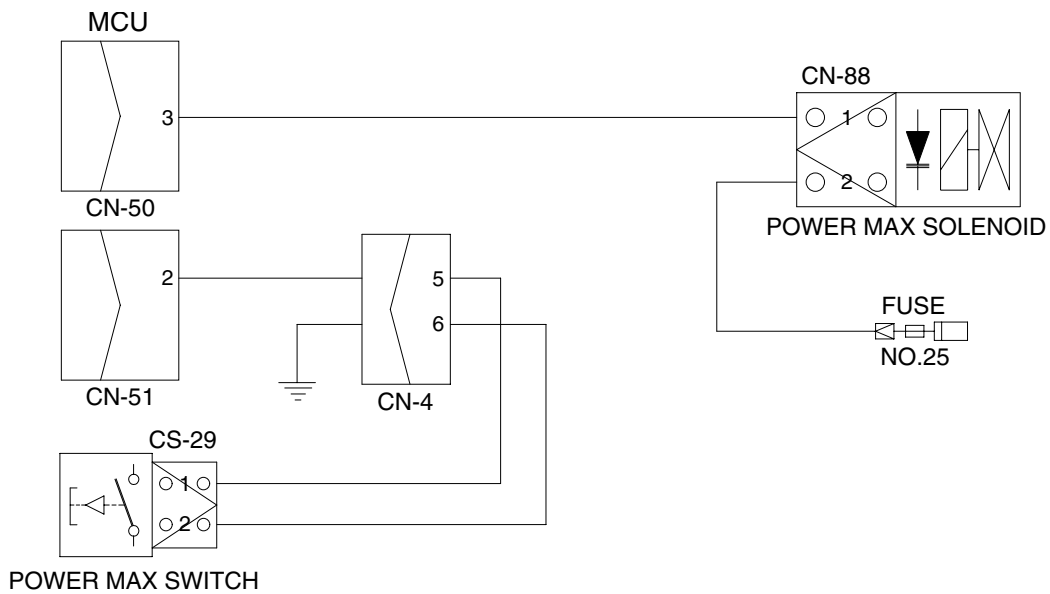 MCU
3
CN-50
CN-88
1
2
POWER MAX SOLENOID
2
CN-51
5
6
CN-4
FUSE
NO.25
CS-29
1
2
POWER MAX SWITCH